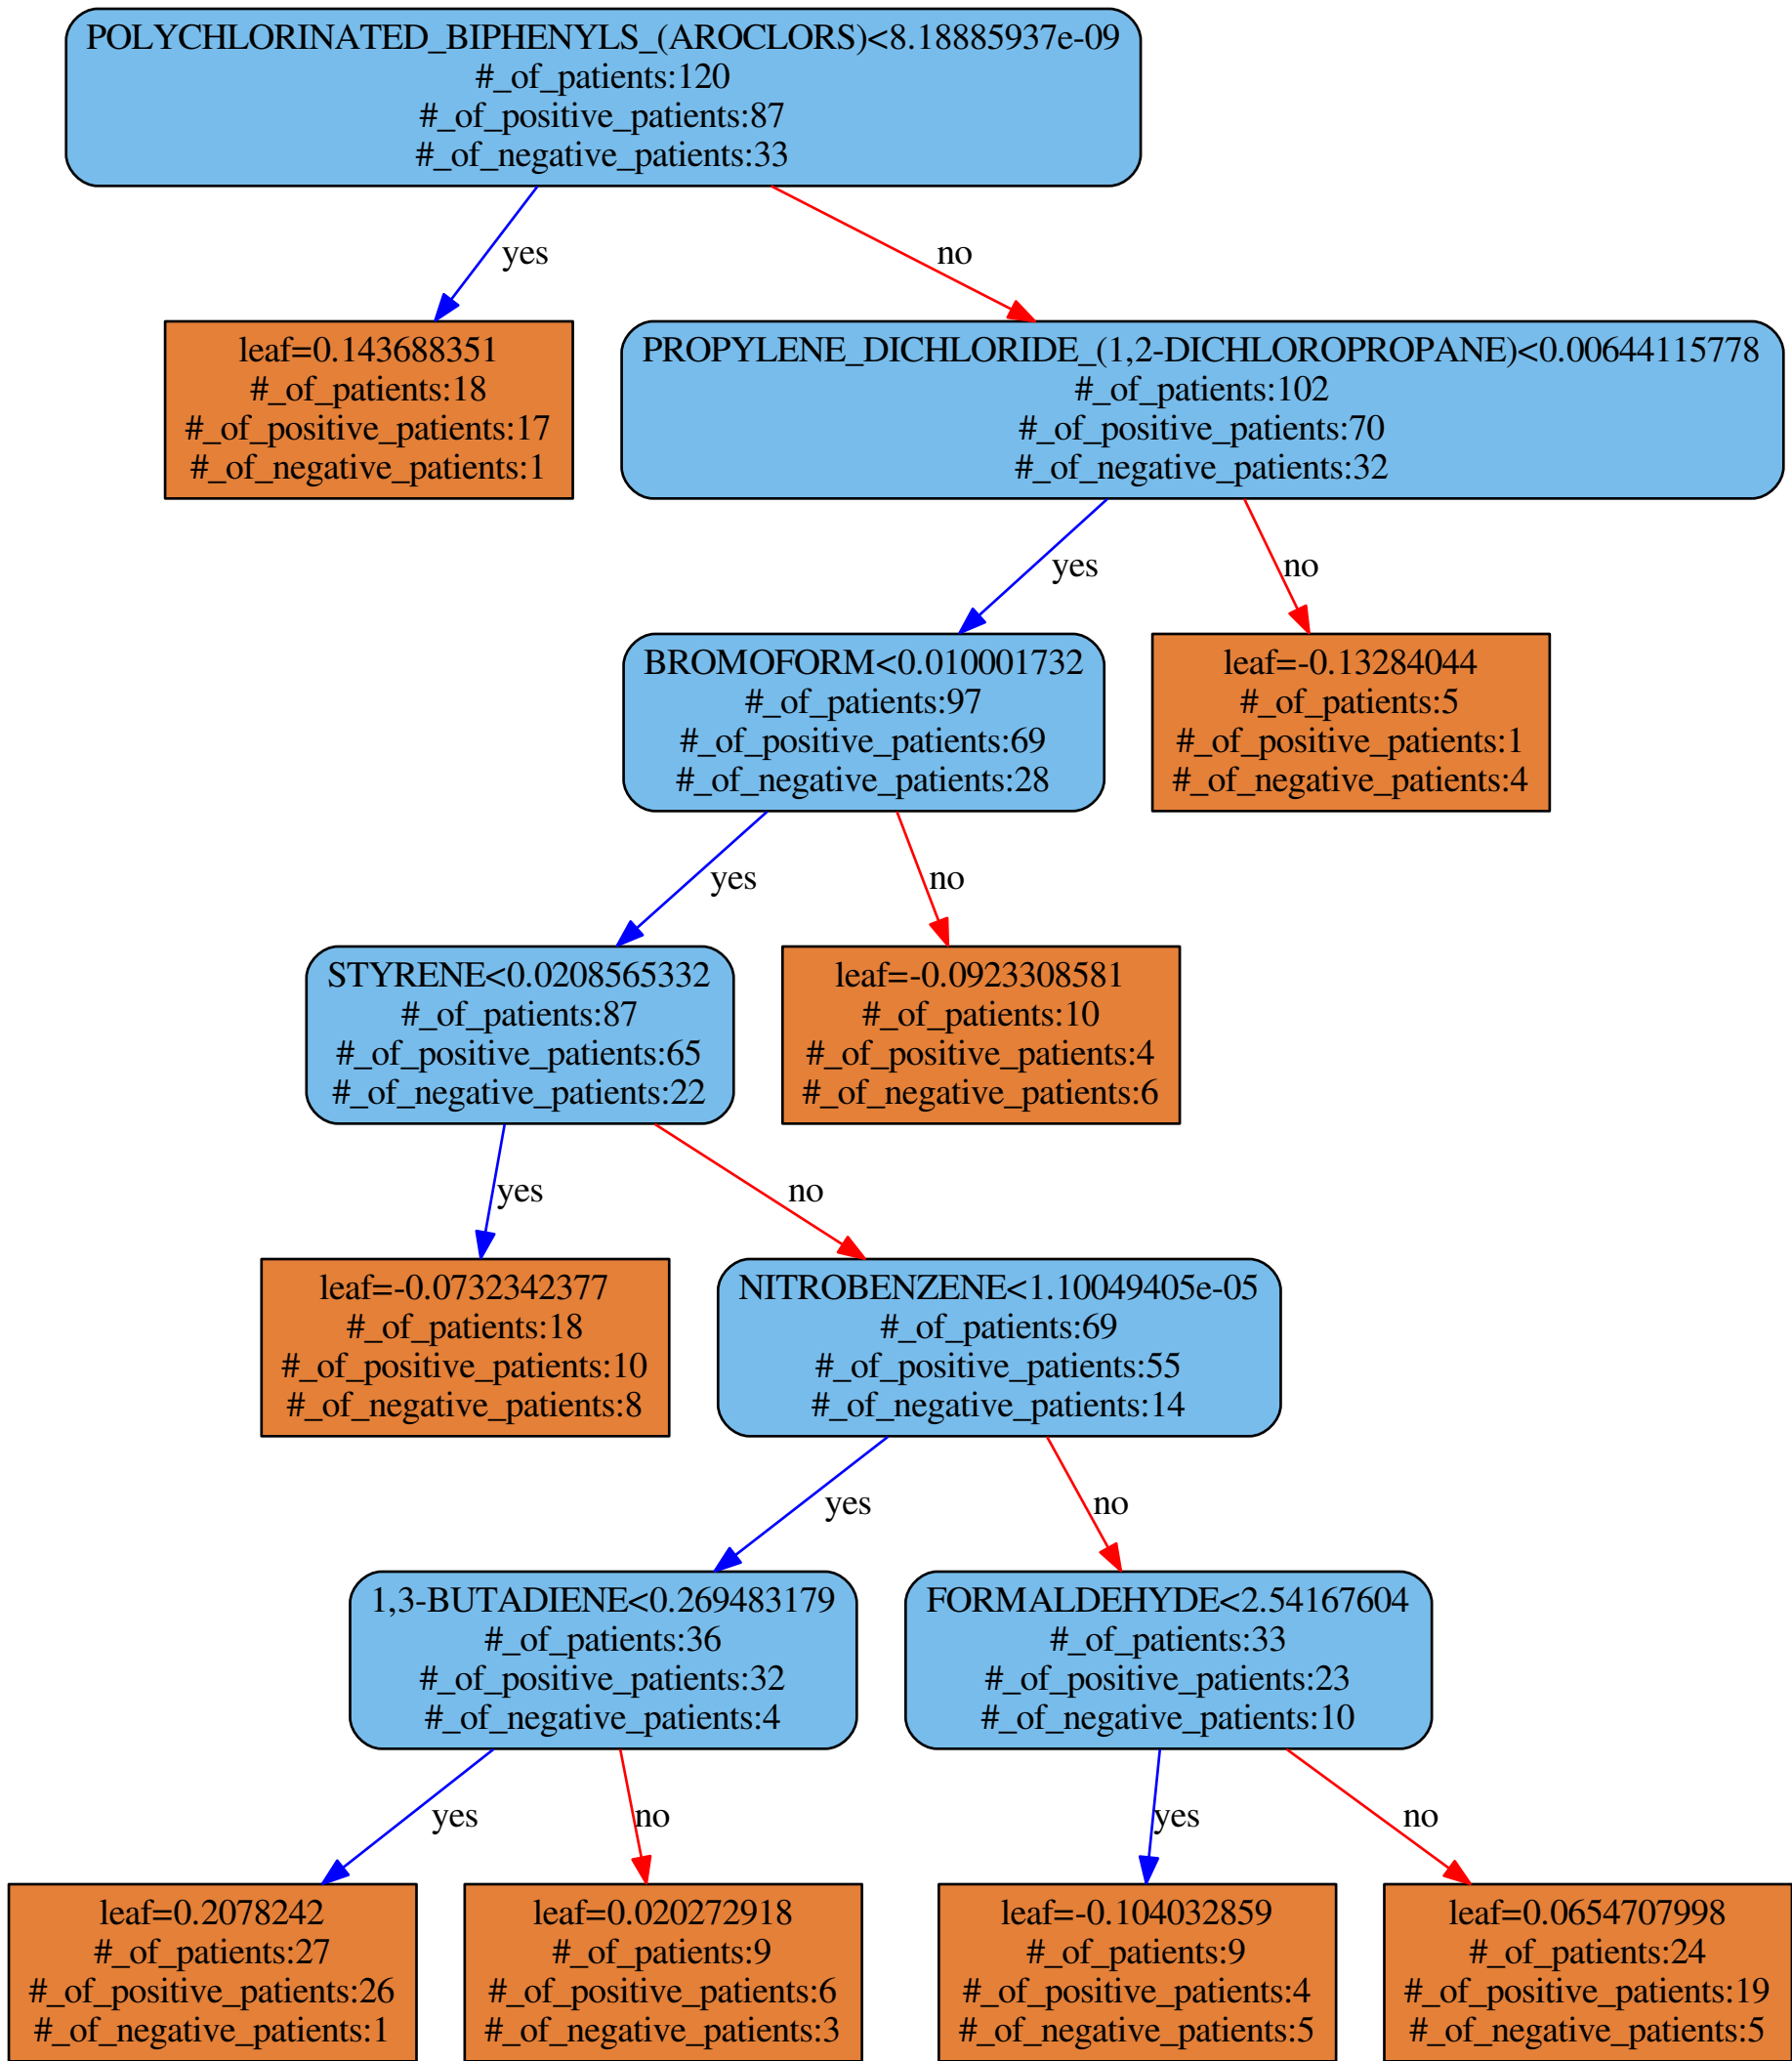 POLYCHLORINATED_BIPHENYLS_(AROCLORS)<8.18885937e-09
#_of_patients:120
#_of_positive_patients:87
#_of_negative_patients:33
yes
no
leaf=0.143688351
#_of_patients:18
#_of_positive_patients:17
#_of_negative_patients:1
PROPYLENE_DICHLORIDE_(1,2-DICHLOROPROPANE)<0.00644115778
#_of_patients:102
#_of_positive_patients:70
#_of_negative_patients:32
yes
no
BROMOFORM<0.010001732
#_of_patients:97
#_of_positive_patients:69
#_of_negative_patients:28
leaf=-0.13284044
#_of_patients:5
#_of_positive_patients:1
#_of_negative_patients:4
yes
no
STYRENE<0.0208565332
#_of_patients:87
#_of_positive_patients:65
#_of_negative_patients:22
leaf=-0.0923308581
#_of_patients:10
#_of_positive_patients:4
#_of_negative_patients:6
yes
no
leaf=-0.0732342377
#_of_patients:18
#_of_positive_patients:10
#_of_negative_patients:8
NITROBENZENE<1.10049405e-05
#_of_patients:69
#_of_positive_patients:55
#_of_negative_patients:14
yes
no
1,3-BUTADIENE<0.269483179
#_of_patients:36
#_of_positive_patients:32
#_of_negative_patients:4
FORMALDEHYDE<2.54167604
#_of_patients:33
#_of_positive_patients:23
#_of_negative_patients:10
yes
no
yes
no
leaf=0.2078242
#_of_patients:27
#_of_positive_patients:26
#_of_negative_patients:1
leaf=0.020272918
#_of_patients:9
#_of_positive_patients:6
#_of_negative_patients:3
leaf=-0.104032859
#_of_patients:9
#_of_positive_patients:4
#_of_negative_patients:5
leaf=0.0654707998
#_of_patients:24
#_of_positive_patients:19
#_of_negative_patients:5